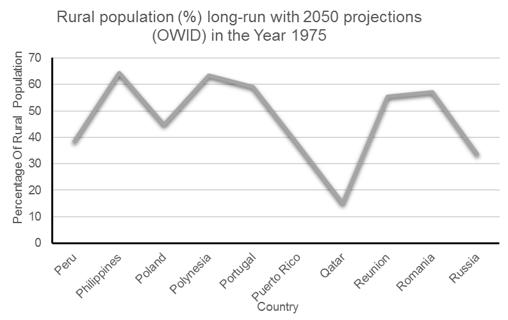 Rural population (%) long-run with 2050 projections
(OWID) in the Year 1975
Percentage Of Rural Population
70
60
50
40
30
20
10
0
Peru
Philippines
Poland
Polynesia
Portugal
Puerto Rico
Qatar
Reunion
Romania
Russia
Country